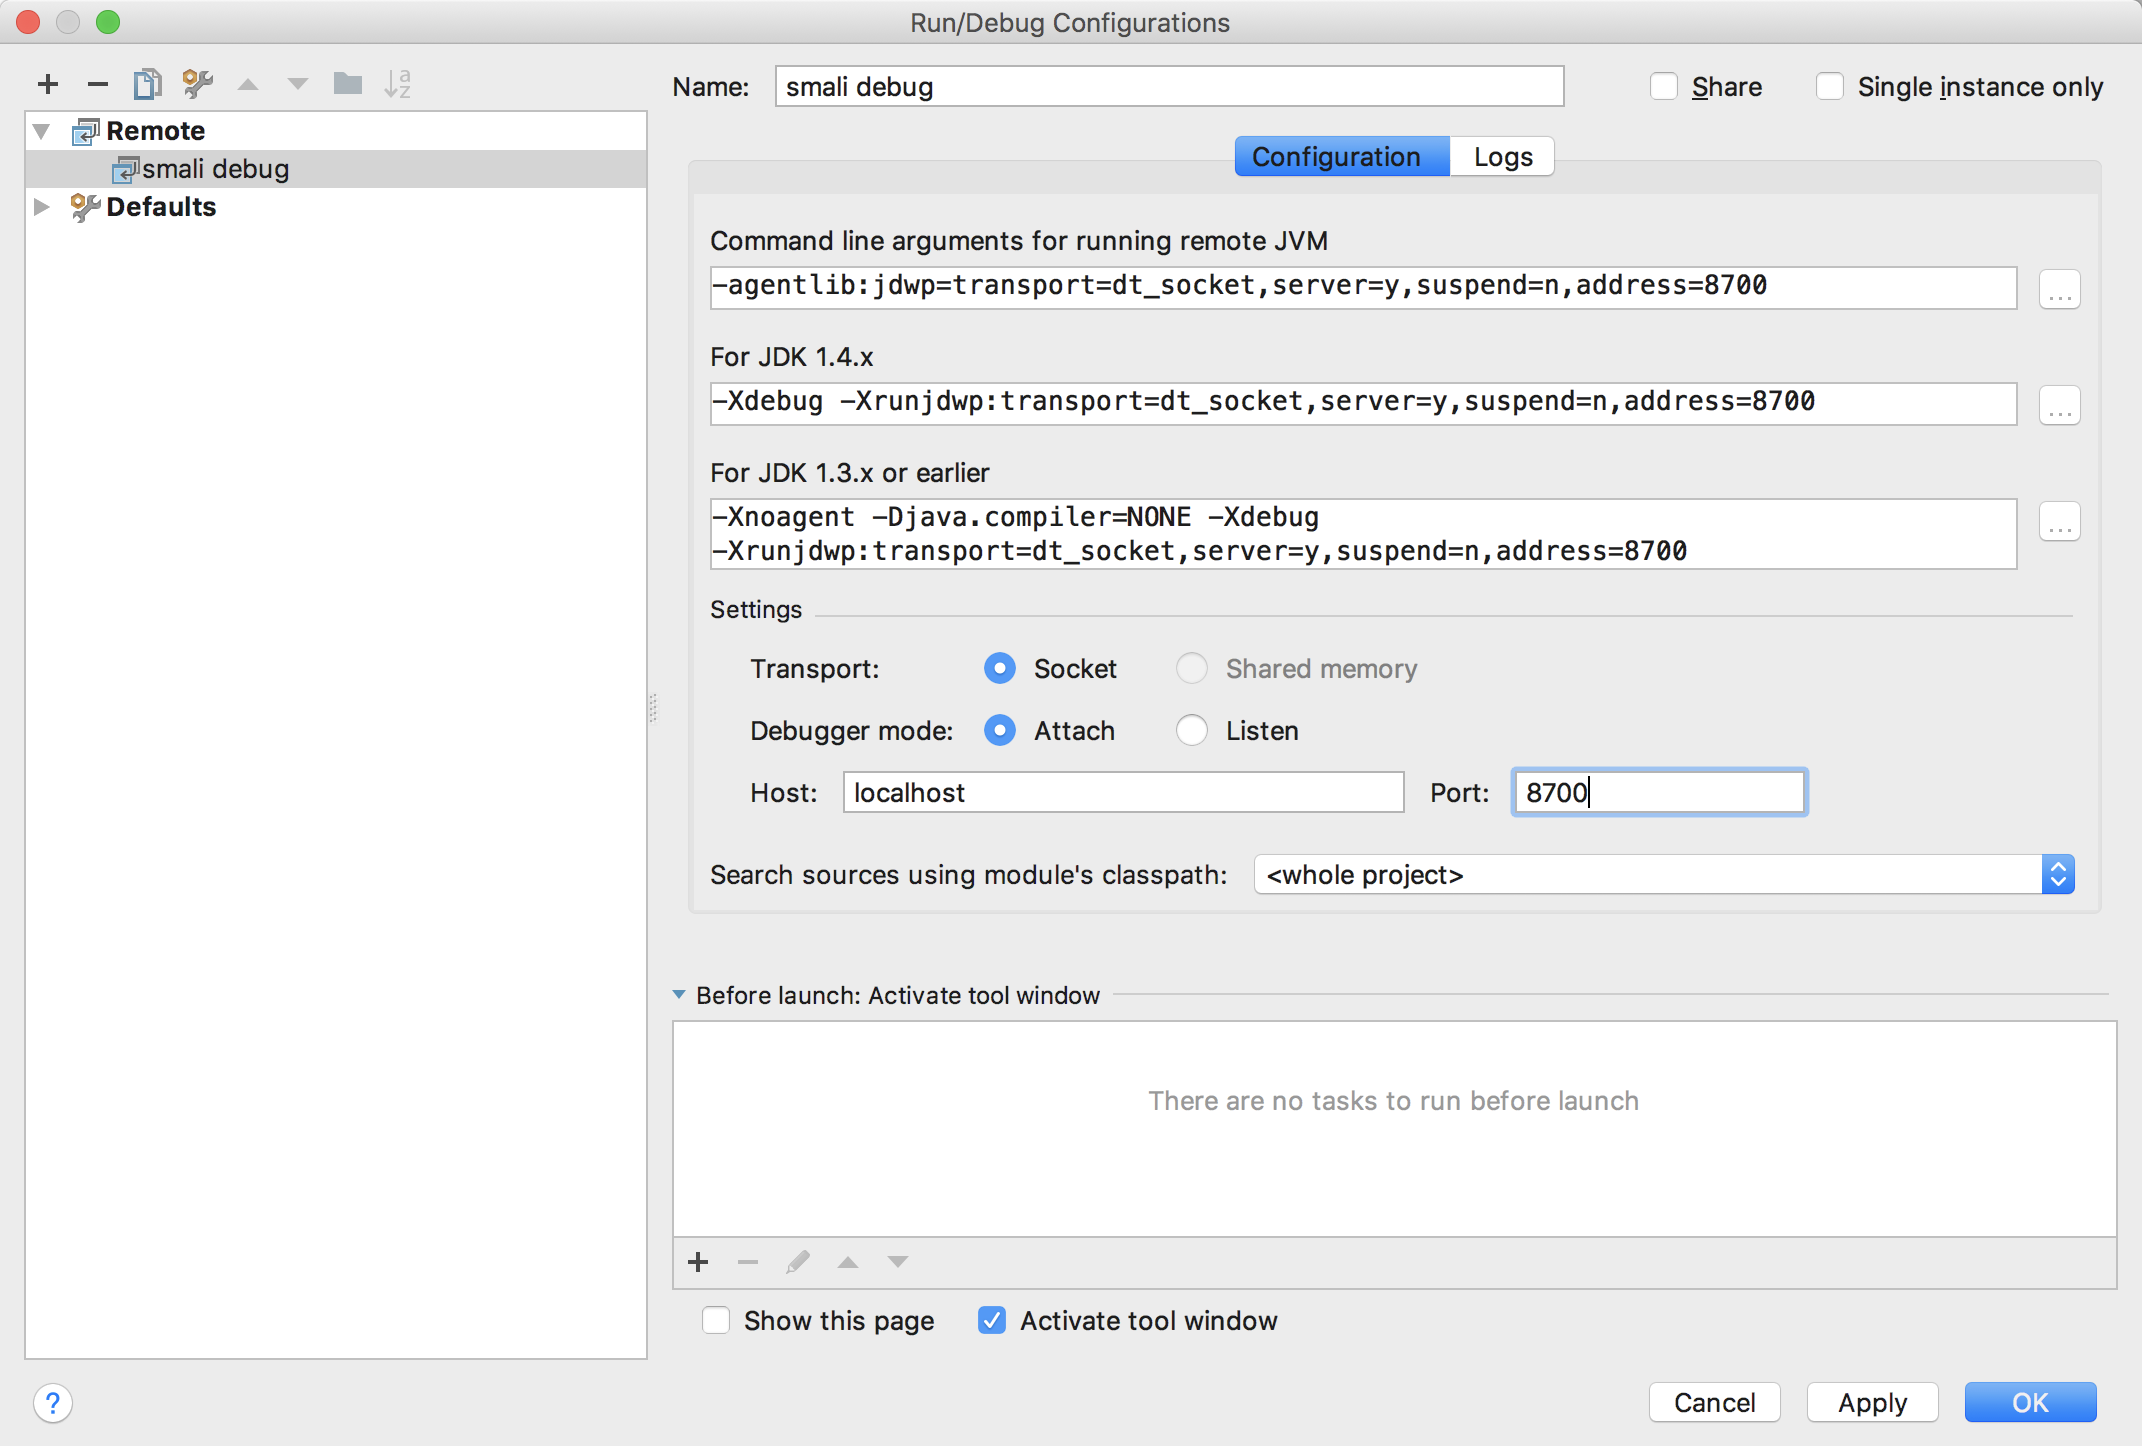 Run/Debug Configurations
Name: smali debug Share Single instance only
Remote
smali debug
Defaults
Configuration Logs
Command line arguments for running remote JVM
-agentlib:jdwp=transport=dt_socket,server=y,suspend=n,address=8700
...
For JDK 1.4.x
-Xdebug -Xrunjdwp:transport=dt_socket,server=y,suspend=n,address=8700
...
For JDK 1.3.x or earlier
-Xnoagent -Djava.compiler=NONE -Xdebug
-Xrunjdwp:transport=dt_socket,server=y,suspend=n,address=8700
...
Settings
Transport: Socket Shared memory
Debugger mode: Attach Listen
Host: localhost Port: 8700
Search sources using module's classpath: <whole project>
Before launch: Activate tool window
There are no tasks to run before launch
Show this page Activate tool window
? Cancel Apply OK